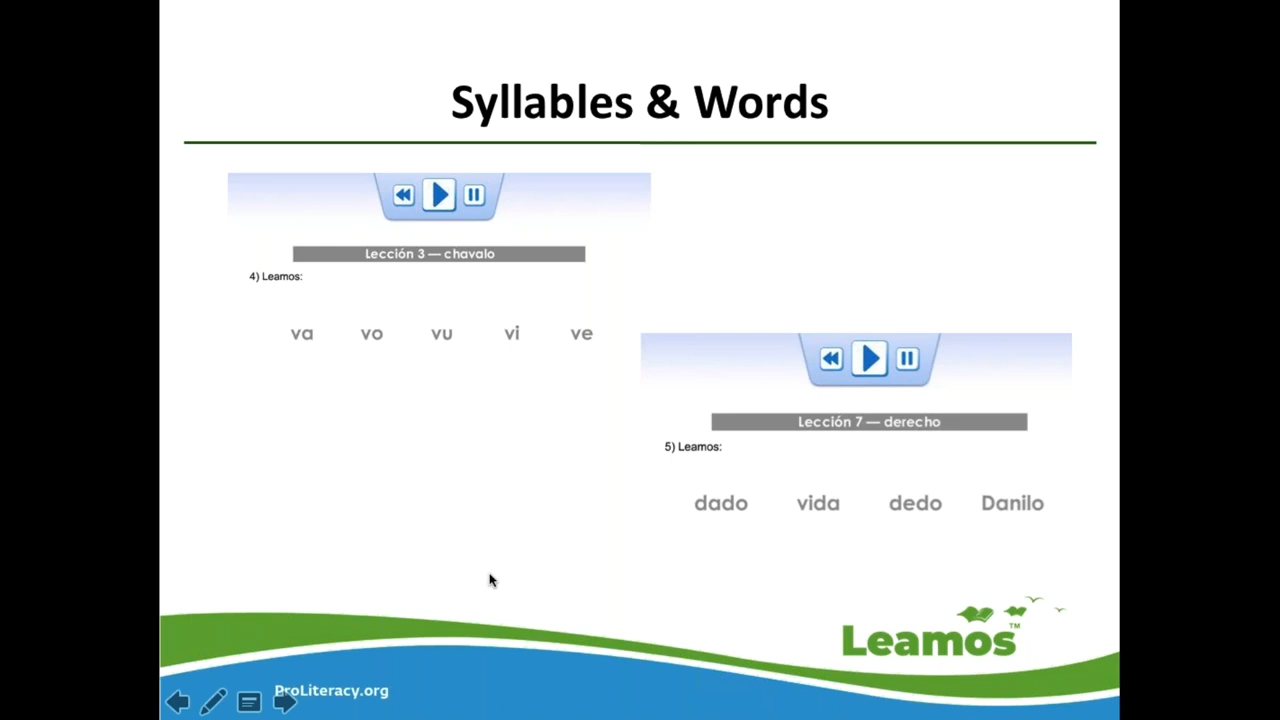 Syllables & Words
Lección 3 — chavalo
4) Leamos:
va vo vu vi ve
Lección 7 — derecho
5) Leamos:
dado vida dedo Danilo
Leamos™
ProLiteracy.org